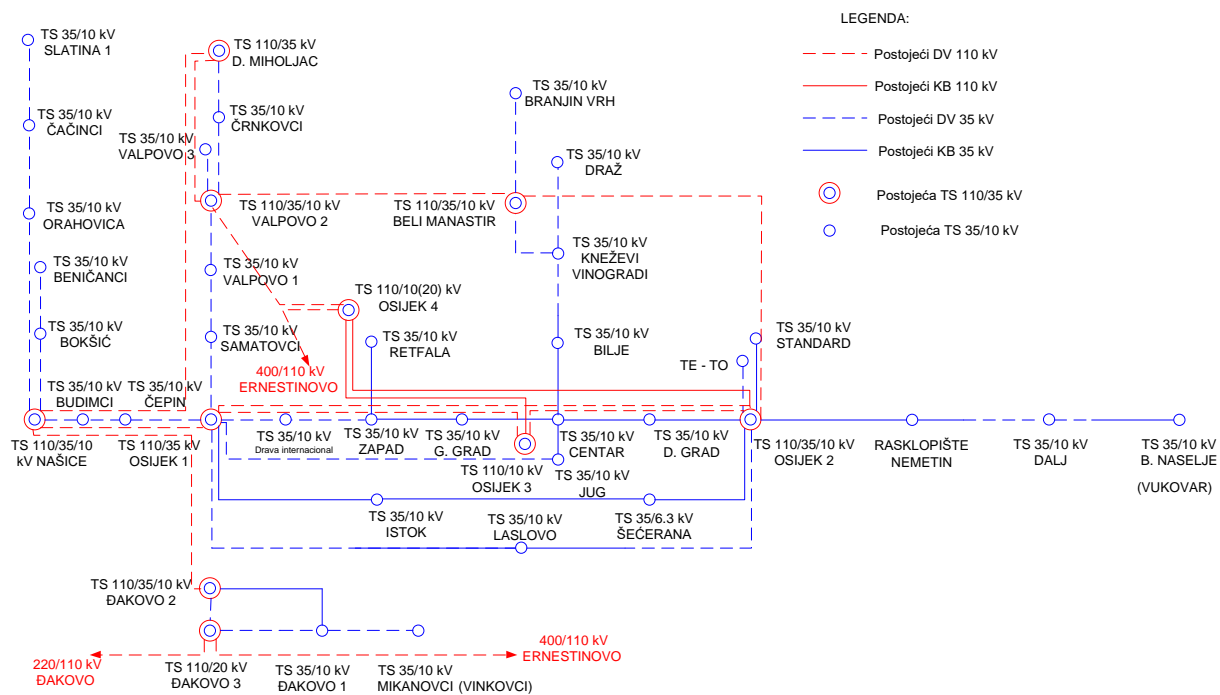 LEGENDA:
Postojeći DV 110 kV
Postojeći KB 110 kV
Postojeći DV 35 kV
Postojeći KB 35 kV
Postojeća TS 110/35 kV
Postojeća TS 35/10 kV
TS 35/10 kV
SLATINA 1
TS 110/35 kV
D. MIHOLJAC
TS 35/10 kV
BRANJIN VRH
TS 35/10 kV
ČAČINCI
TS 35/10 kV
VALPOVO 3
TS 35/10 kV
ČRNKOVCI
TS 35/10 kV
DRAŽ
TS 35/10 kV
ORAHOVICA
TS 110/35/10 kV
VALPOVO 2
TS 110/35/10 kV
BELI MANASTIR
TS 35/10 kV
KNEŽEVI
VINOGRADI
TS 35/10 kV
BENIČANCI
TS 35/10 kV
VALPOVO 1
TS 110/10(20) kV
OSIJEK 4
TS 35/10 kV
BOKŠIĆ
TS 35/10 kV
SAMATOVCI
TS 35/10 kV
RETFALA
TS 35/10 kV
BILJE
TS 35/10 kV
STANDARD
TE - TO
400/110 kV
ERNESTINOVO
TS 35/10 kV
BUDIMCI
TS 35/10 kV
ČEPIN
TS 110/35/10
kV NAŠICE
TS 110/35 kV
OSIJEK 1
TS 35/10 kV
Drava internacional
TS 35/10 kV
ZAPAD
TS 35/10 kV
G. GRAD
TS 110/10 kV
OSIJEK 3
TS 35/10 kV
CENTAR
TS 35/10 kV
JUG
TS 35/10 kV
D. GRAD
TS 110/35/10 kV
OSIJEK 2
RASKLOPIŠTE
NEMETIN
TS 35/10 kV
DALJ
TS 35/10 kV
B. NASELJE
(VUKOVAR)
TS 35/10 kV
ISTOK
TS 35/10 kV
LASLOVO
TS 35/6.3 kV
ŠEĆERANA
TS 110/35/10 kV
ĐAKOVO 2
220/110 kV
ĐAKOVO
TS 110/20 kV
ĐAKOVO 3
TS 35/10 kV
ĐAKOVO 1
TS 35/10 kV
MIKANOVCI (VINKOVCI)
400/110 kV
ERNESTINOVO